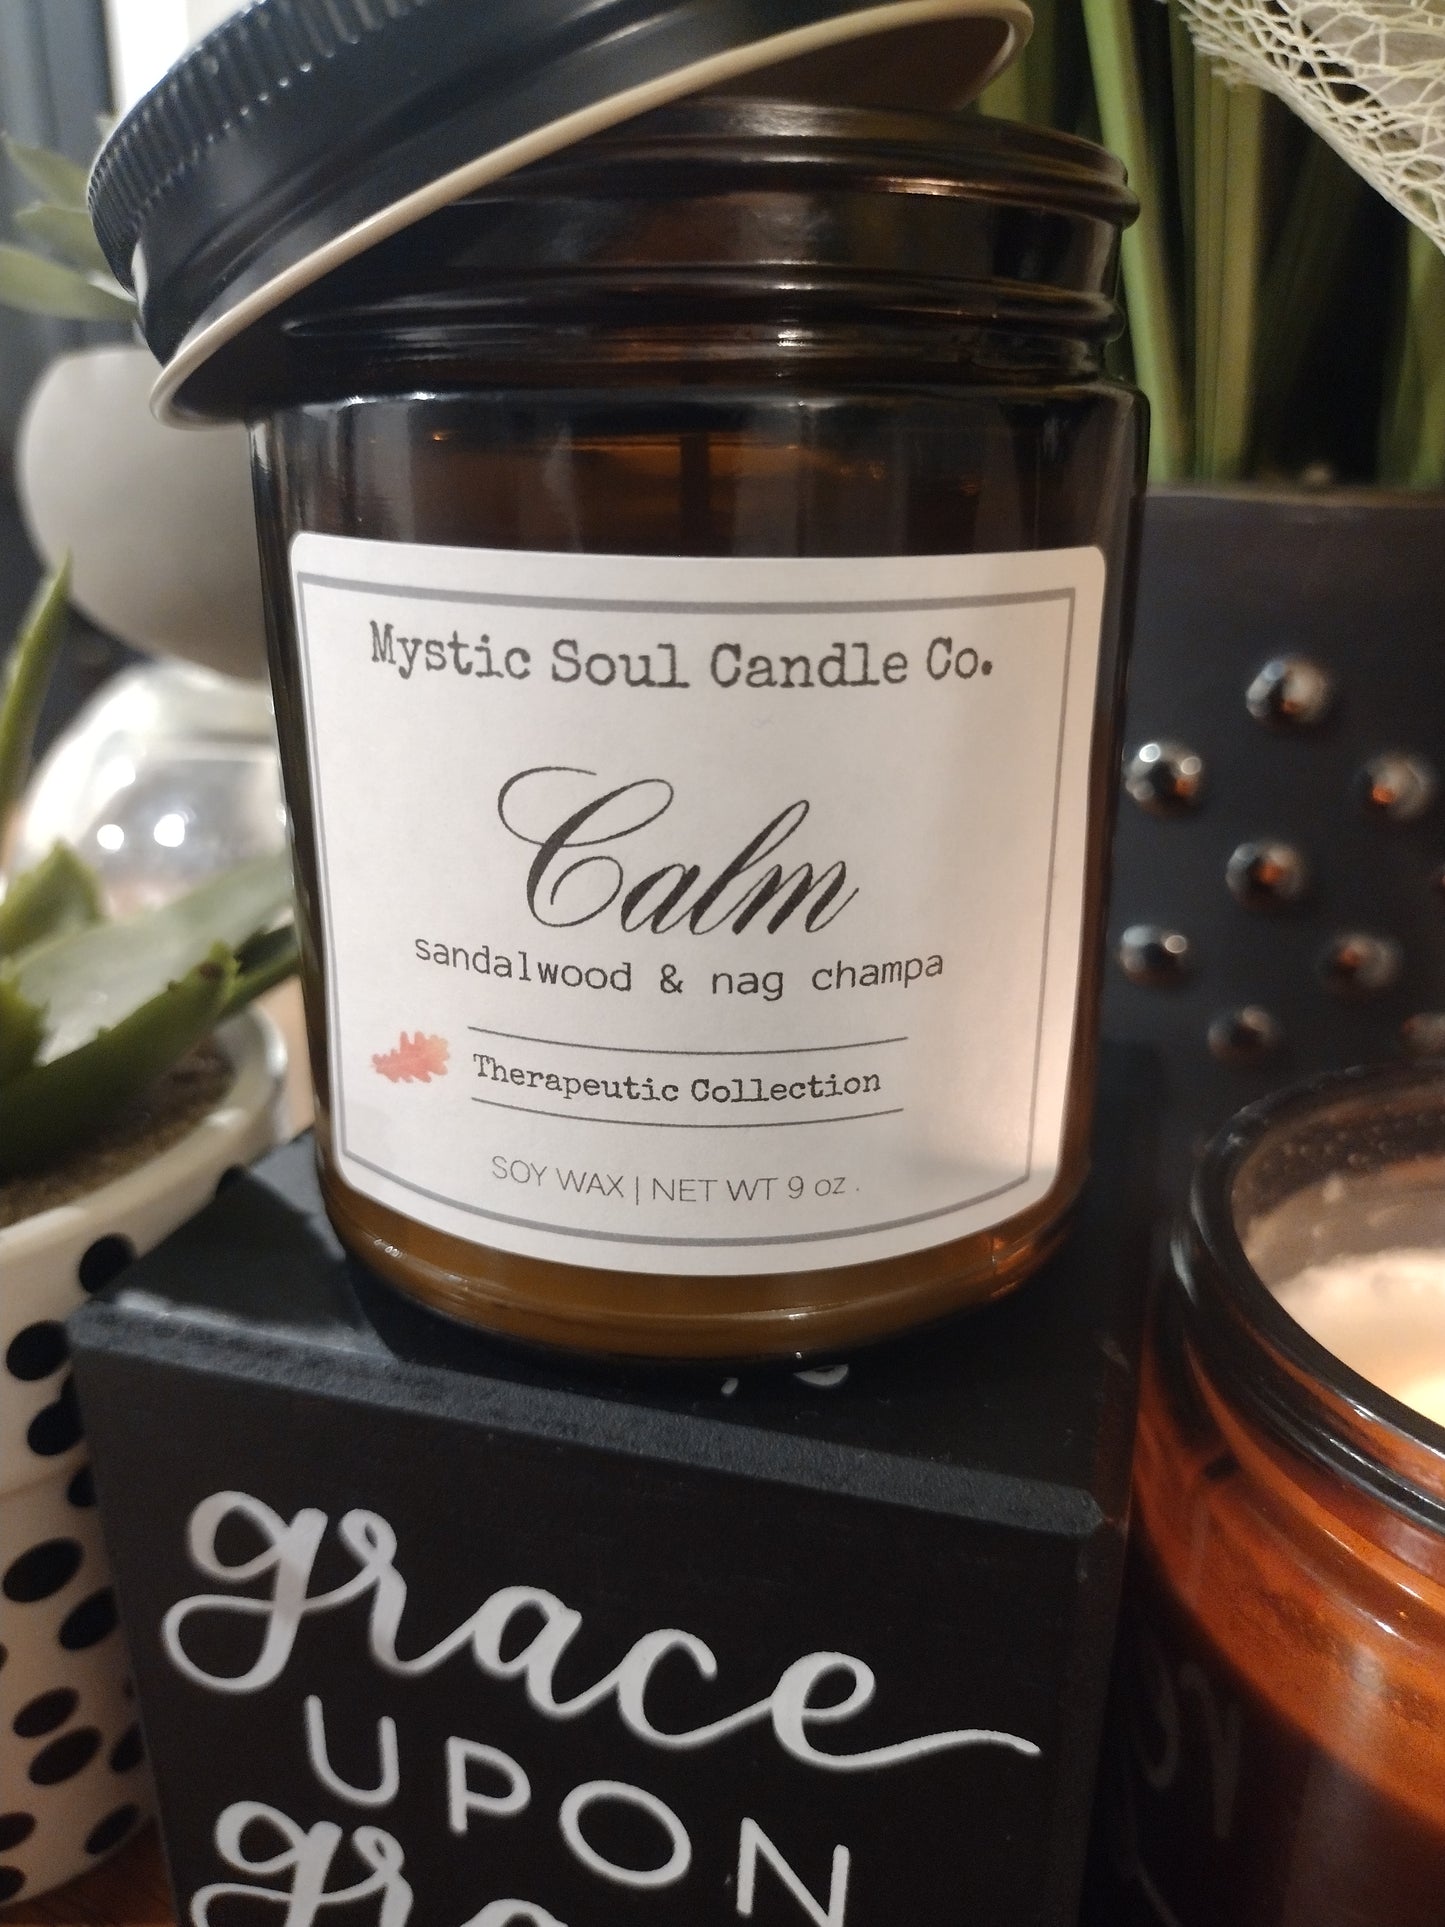 Mystic Soul Candle Co.
Calm
sandalwood & nag champa
Therapeutic Collection
SOY WAX | NET WT 9 oz.
grace
UPON